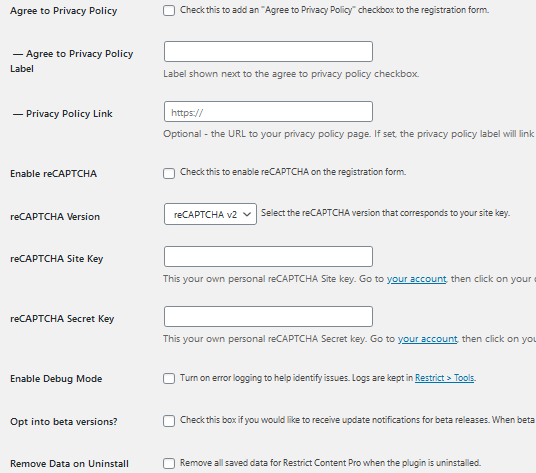 Agree to Privacy Policy
Check this to add an "Agree to Privacy Policy" checkbox to the registration form.
— Agree to Privacy Policy
Label
Label shown next to the agree to privacy policy checkbox.
— Privacy Policy Link
https://
Optional - the URL to your privacy policy page. If set, the privacy policy label will link
Enable reCAPTCHA
Check this to enable reCAPTCHA on the registration form.
reCAPTCHA Version
reCAPTCHA v2
Select the reCAPTCHA version that corresponds to your site key.
reCAPTCHA Site Key
This your own personal reCAPTCHA Site key. Go to your account, then click on your
reCAPTCHA Secret Key
This your own personal reCAPTCHA Secret key. Go to your account, then click on
Enable Debug Mode
Turn on error logging to help identify issues. Logs are kept in Restrict > Tools.
Opt into beta versions?
Check this box if you would like to receive update notifications for beta releases. When beta
Remove Data on Uninstall
Remove all saved data for Restrict Content Pro when the plugin is uninstalled.